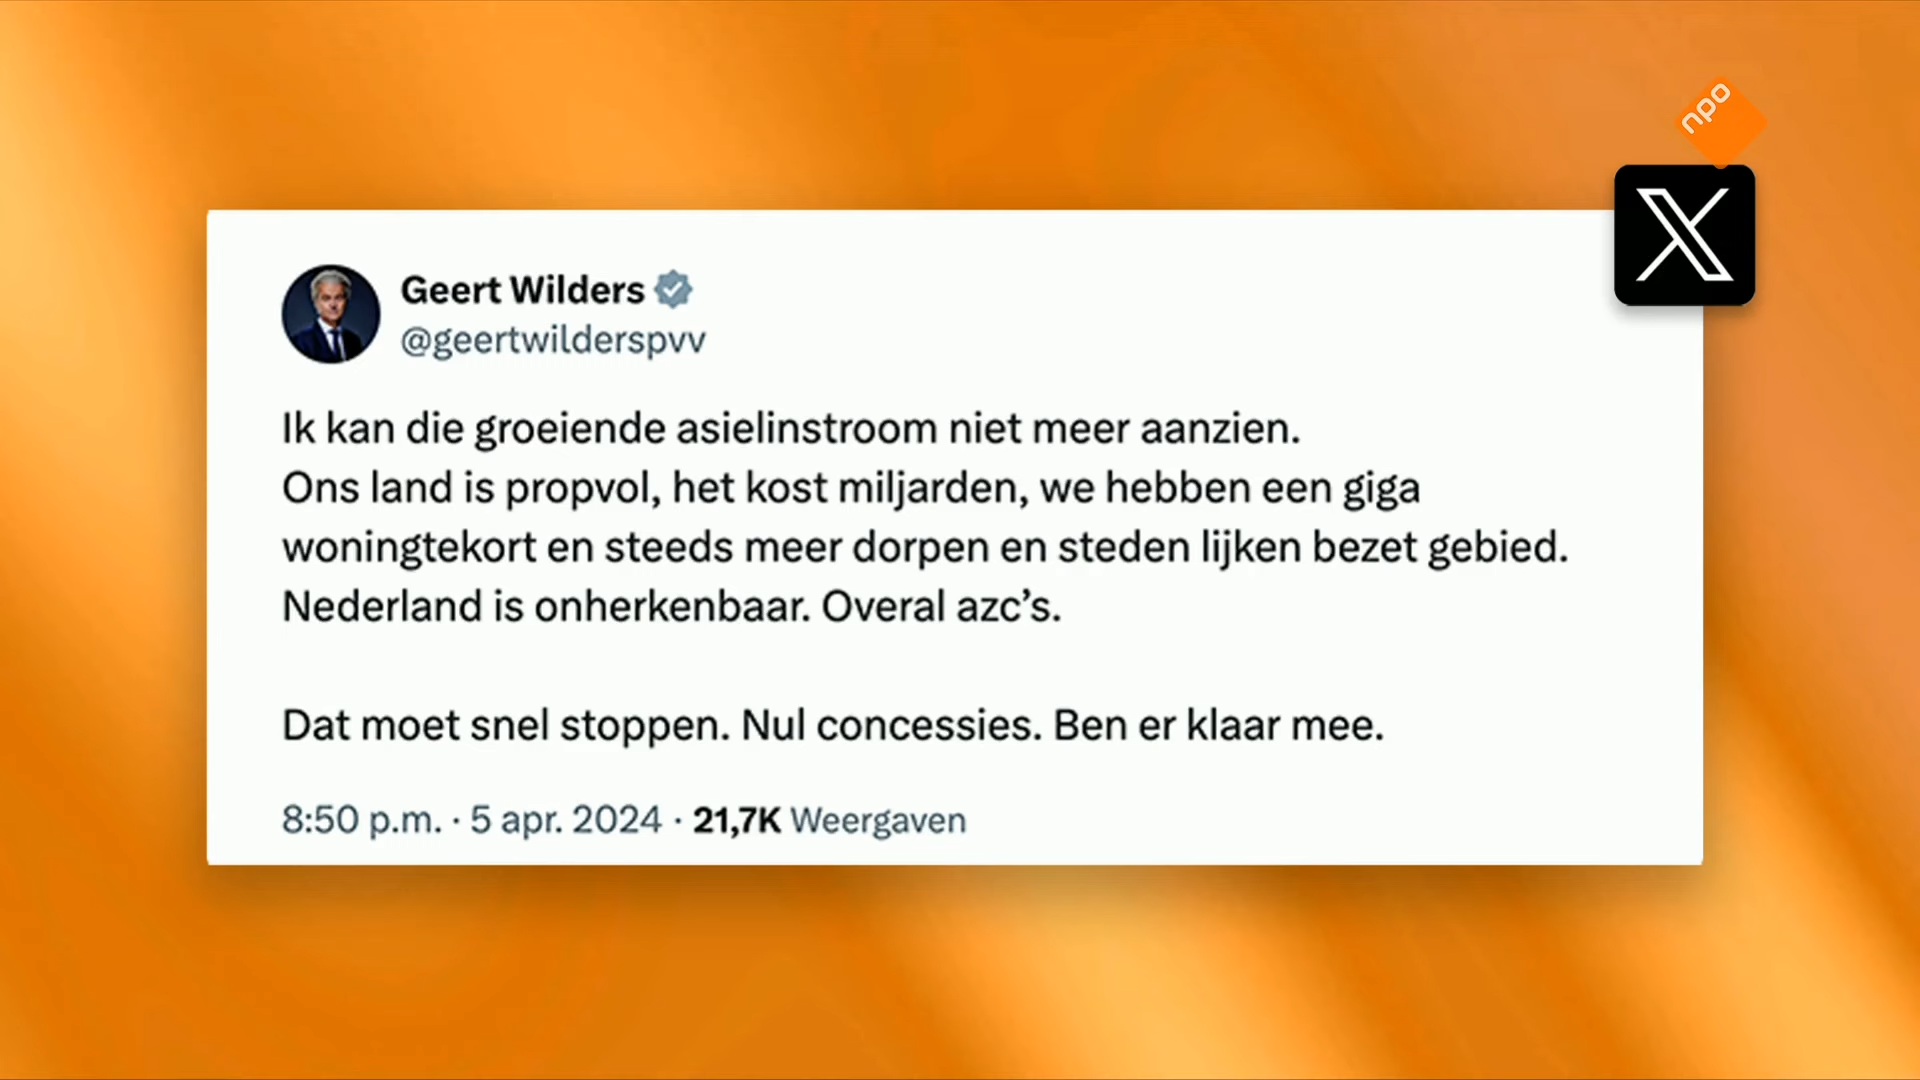 npo
X
Geert Wilders
@geertwilderspvv
Ik kan die groeiende asielinstroom niet meer aanzien.
Ons land is propvol, het kost miljarden, we hebben een giga
woningtekort en steeds meer dorpen en steden lijken bezet gebied.
Nederland is onherkenbaar. Overal azc’s.
Dat moet snel stoppen. Nul concessies. Ben er klaar mee.
8:50 p.m. · 5 apr. 2024 · 21,7K Weergaven